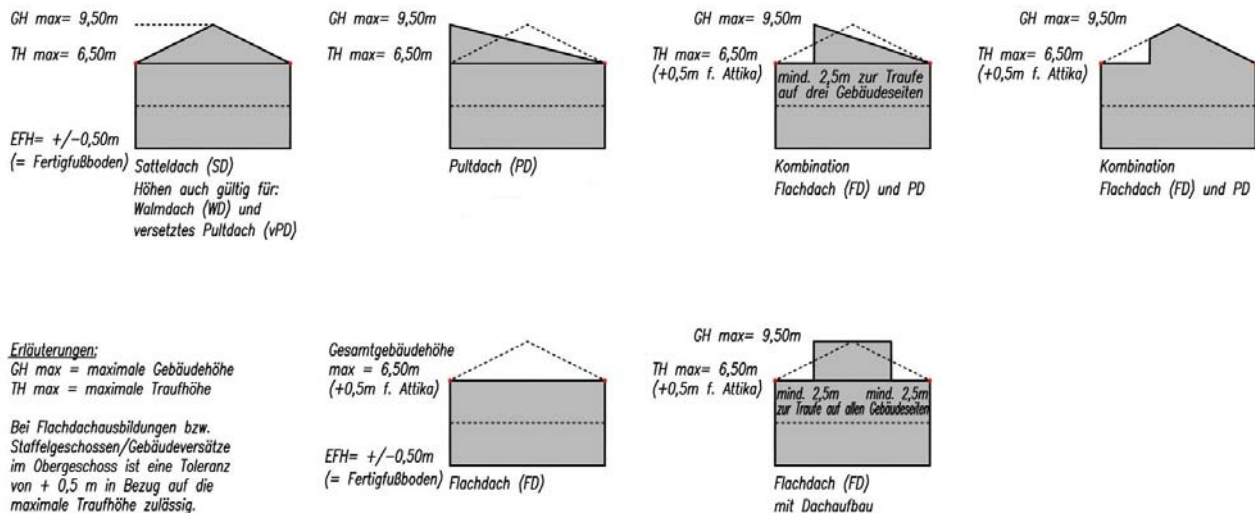 GH max= 9,50m
TH max= 6,50m
EFH= +/-0,50m
(= Fertigfußboden)
Satteldach (SD)
Höhen auch gültig für:
Walmdach (WD) und
versetztes Pultdach (vPD)
GH max= 9,50m
TH max= 6,50m
Pultdach (PD)
GH max= 9,50m
TH max= 6,50m
(+0,5m f. Attika)
mind. 2,5m zur Traufe
auf drei Gebäudeseiten
Kombination
Flachdach (FD) und PD
GH max= 9,50m
TH max= 6,50m
(+0,5m f. Attika)
Kombination
Flachdach (FD) und PD
Erläuterungen:
GH max = maximale Gebäudehöhe
TH max = maximale Traufhöhe
Bei Flachdachausbildungen bzw.
Staffelgeschossen/Gebäudeversätze
im Obergeschoss ist eine Toleranz
von + 0,5 m in Bezug auf die
maximale Traufhöhe zulässig.
Gesamtgebäudehöhe
max = 6,50m
(+0,5m f. Attika)
EFH= +/-0,50m
(= Fertigfußboden)
Flachdach (FD)
GH max= 9,50m
TH max= 6,50m
(+0,5m f. Attika)
mind. 2,5m mind. 2,5m
zur Traufe auf allen Gebäudeseiten
Flachdach (FD)
mit Dachaufbau